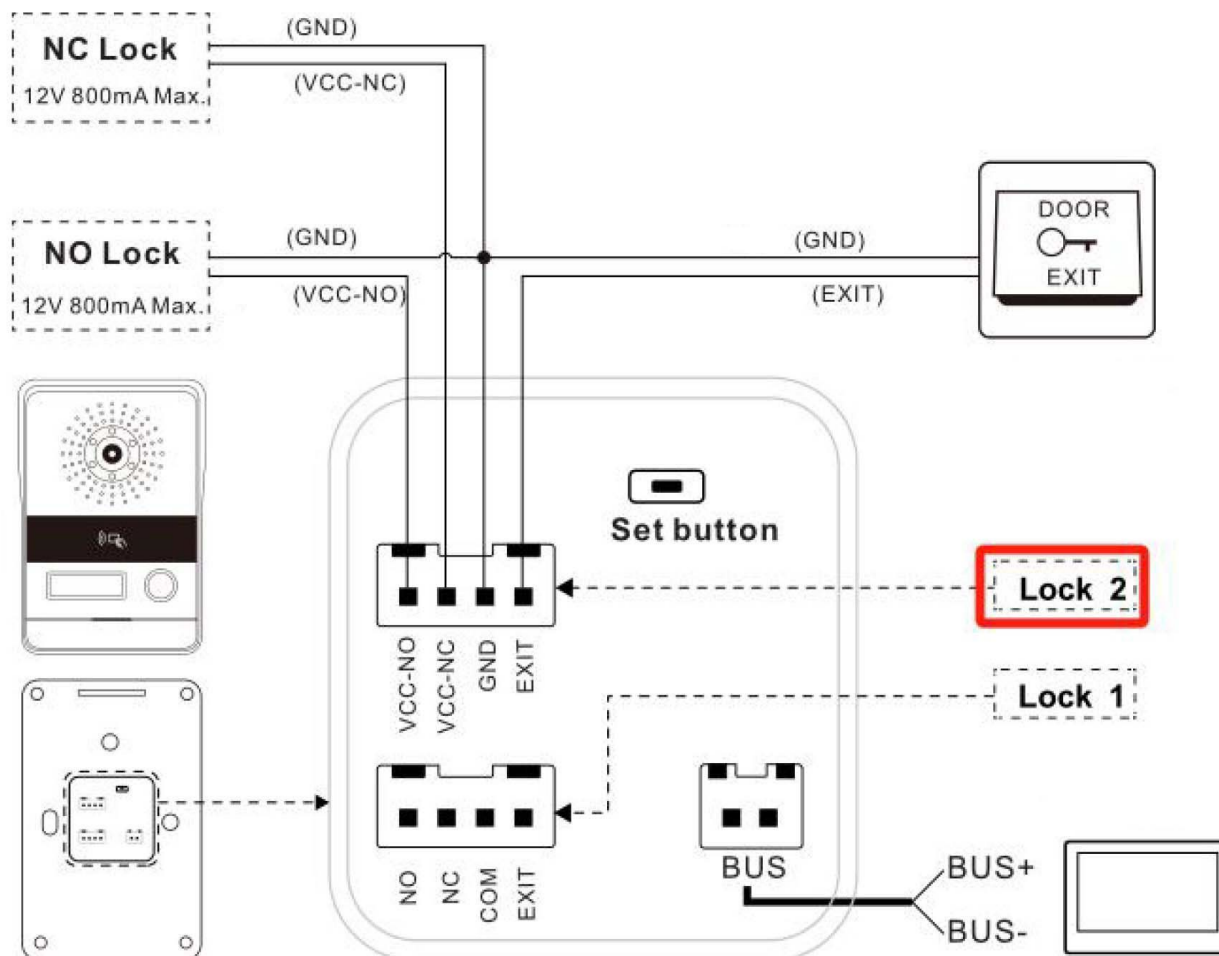 NC Lock
12V 800mA Max.
(GND)
(VCC-NC)
NO Lock
12V 800mA Max.
(GND)
(VCC-NO)
(GND)
(EXIT)
DOOR
EXIT
Set button
VCC-NO
VCC-NC
GND
EXIT
Lock 2
Lock 1
NO
NC
COM
EXIT
BUS
BUS+
BUS-